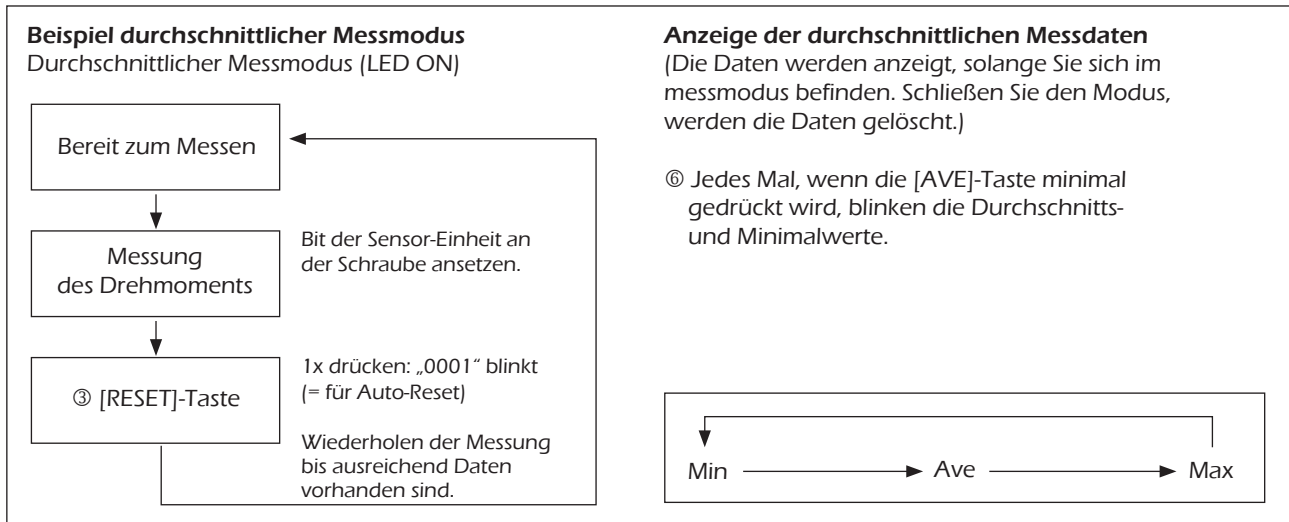 Beispiel durchschnittlicher Messmodus
Durchschnittlicher Messmodus (LED ON)
Bereit zum Messen
Messung
des Drehmoments
Bit der Sensor-Einheit an
der Schraube ansetzen.
③ [RESET]-Taste
1x drücken: „0001“ blinkt
(= für Auto-Reset)
Wiederholen der Messung
bis ausreichend Daten
vorhanden sind.
Anzeige der durchschnittlichen Messdaten
(Die Daten werden anzeigt, solange Sie sich im
messmodus befinden. Schließen Sie den Modus,
werden die Daten gelöscht.)
⑥ Jedes Mal, wenn die [AVE]-Taste minimal
gedrückt wird, blinken die Durchschnitts-
und Minimalwerte.
Min Ave Max